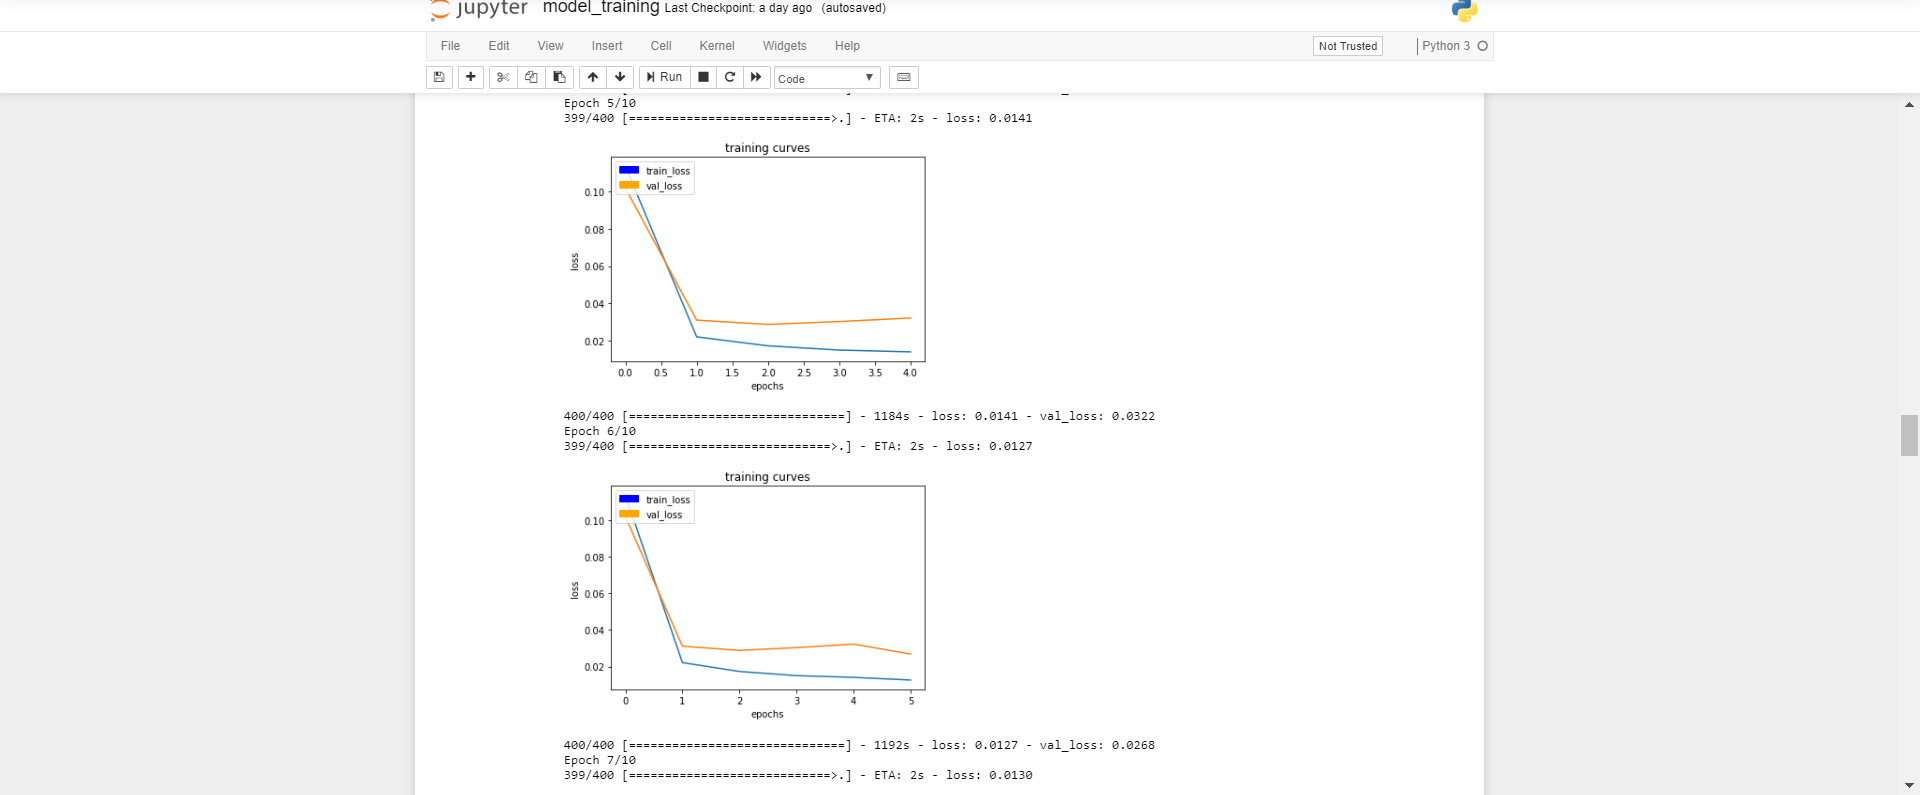 jupyter model_training Last Checkpoint: a day ago (autosaved)
File Edit View Insert Cell Kernel Widgets Help Not Trusted Python 3
Run Code
Epoch 5/10
399/400 [============================>.] - ETA: 2s - loss: 0.0141
training curves
train_loss
val_loss
0.10
0.08
0.06
0.04
0.02
loss
0.0 0.5 1.0 1.5 2.0 2.5 3.0 3.5 4.0
epochs
400/400 [==============================] - 1184s - loss: 0.0141 - val_loss: 0.0322
Epoch 6/10
399/400 [============================>.] - ETA: 2s - loss: 0.0127
training curves
train_loss
val_loss
0.10
0.08
0.06
0.04
0.02
loss
0 1 2 3 4 5
epochs
400/400 [==============================] - 1192s - loss: 0.0127 - val_loss: 0.0268
Epoch 7/10
399/400 [============================>.] - ETA: 2s - loss: 0.0130